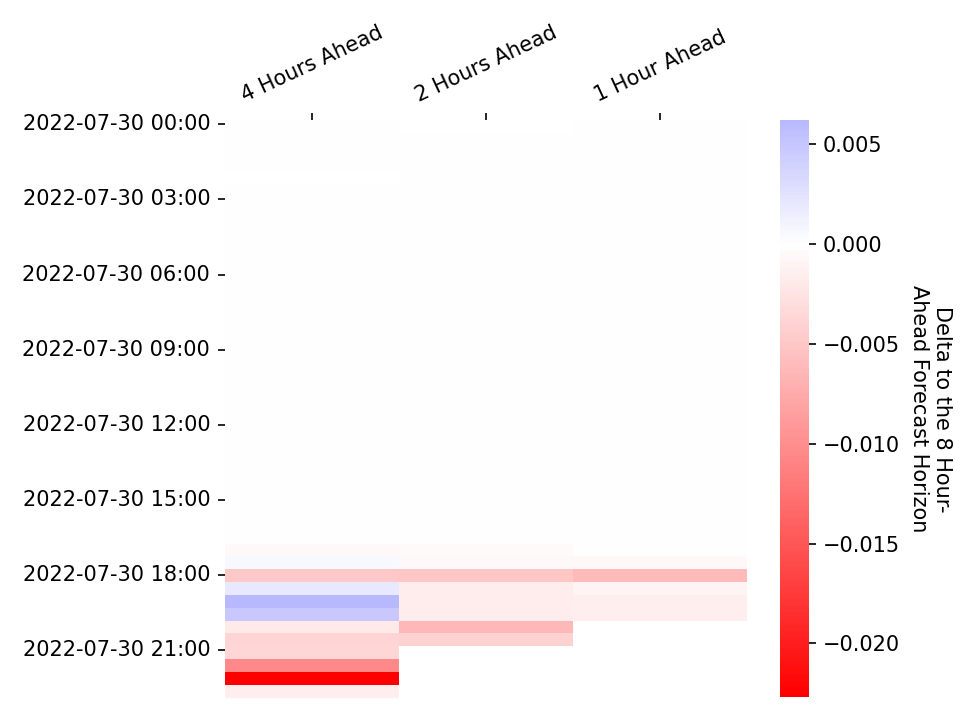 4 Hours Ahead
2 Hours Ahead
1 Hour Ahead
2022-07-30 00:00
2022-07-30 03:00
2022-07-30 06:00
2022-07-30 09:00
2022-07-30 12:00
2022-07-30 15:00
2022-07-30 18:00
2022-07-30 21:00
0.005
0.000
−0.005
−0.010
−0.015
−0.020
Delta to the 8 Hour-
Ahead Forecast Horizon